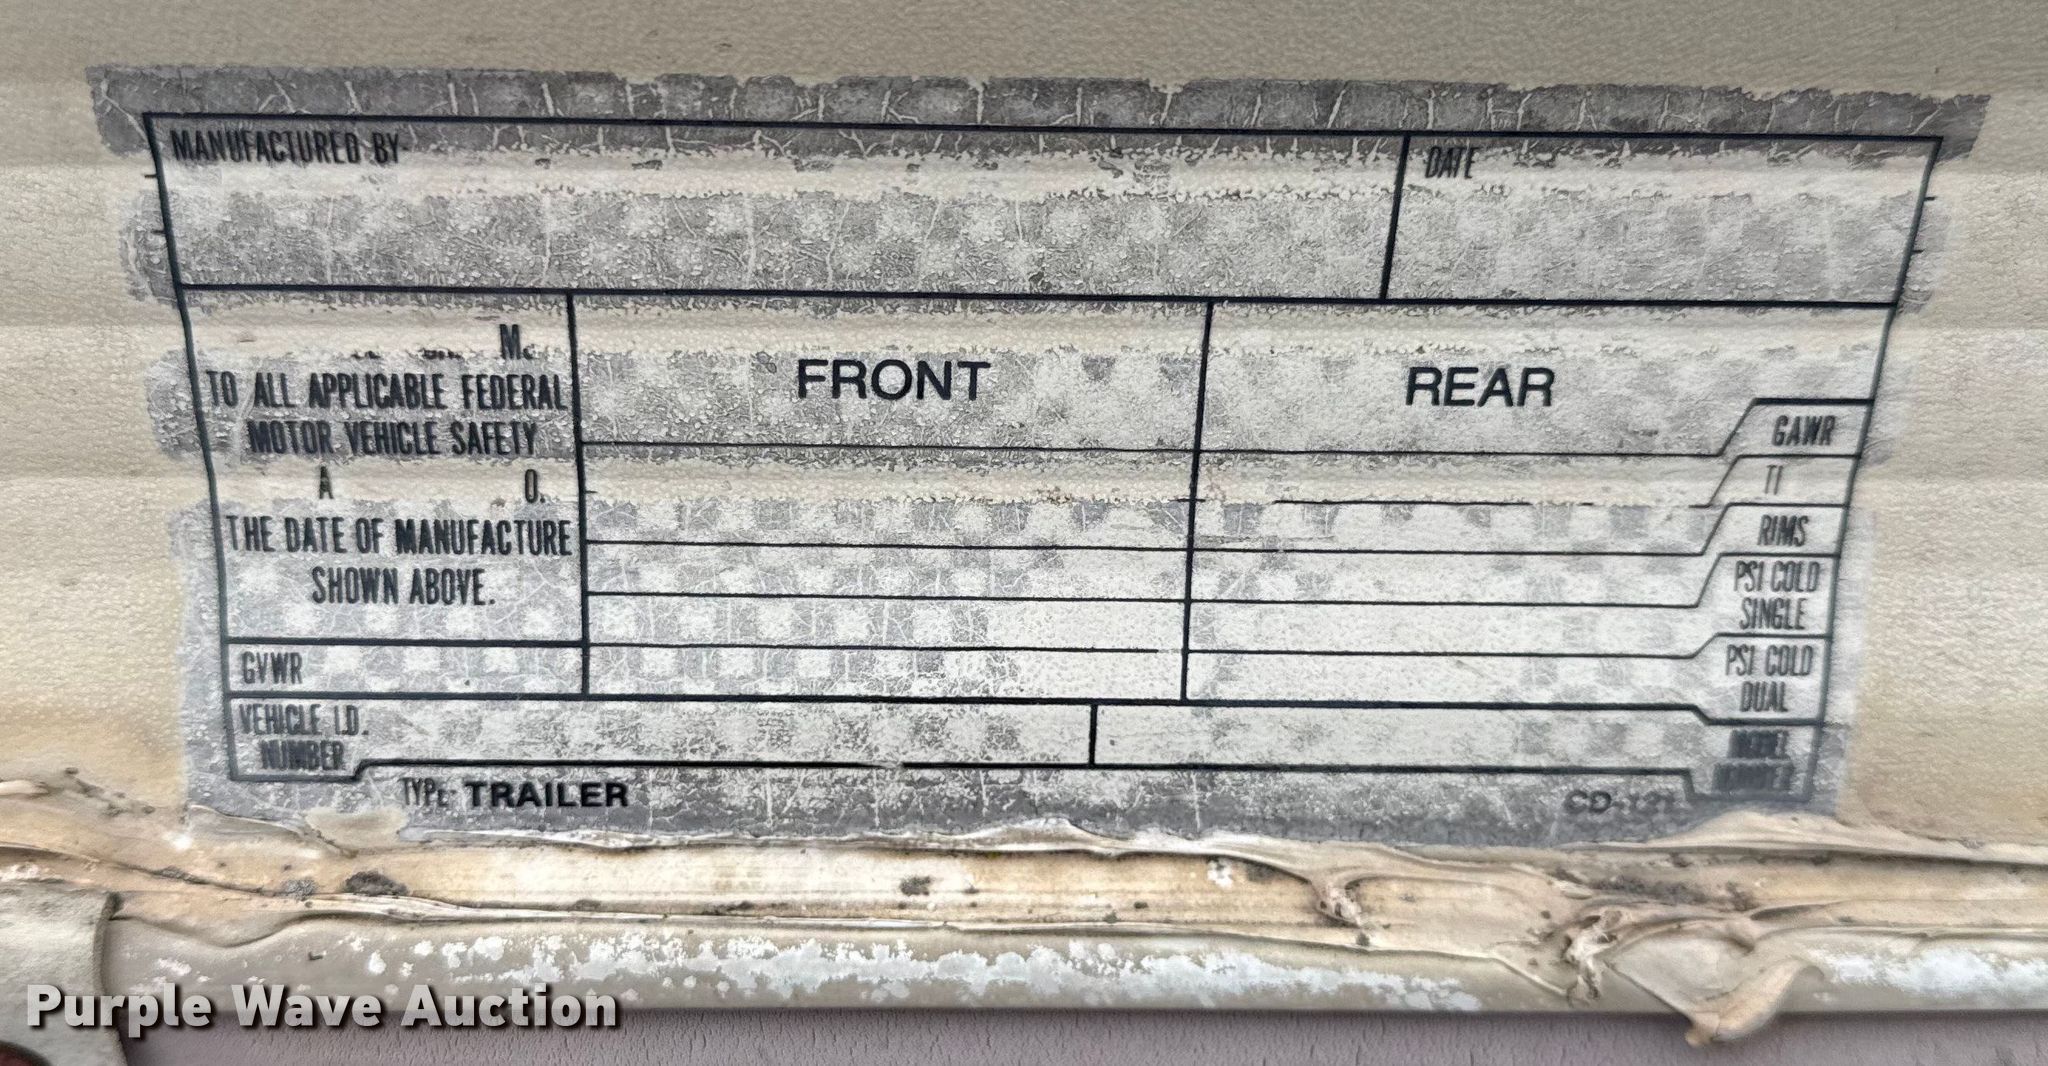 MANUFACTURED BY-
DATE
TO ALL APPLICABLE FEDERAL
MOTOR VEHICLE SAFETY
THE DATE OF MANUFACTURE
SHOWN ABOVE.
FRONT
REAR
GAWR
RIMS
PSI COLD
SINGLE
PSI COLD
DUAL
GVWR
VEHICLE I.D.
NUMBER
TYPE- TRAILER
Purple Wave Auction